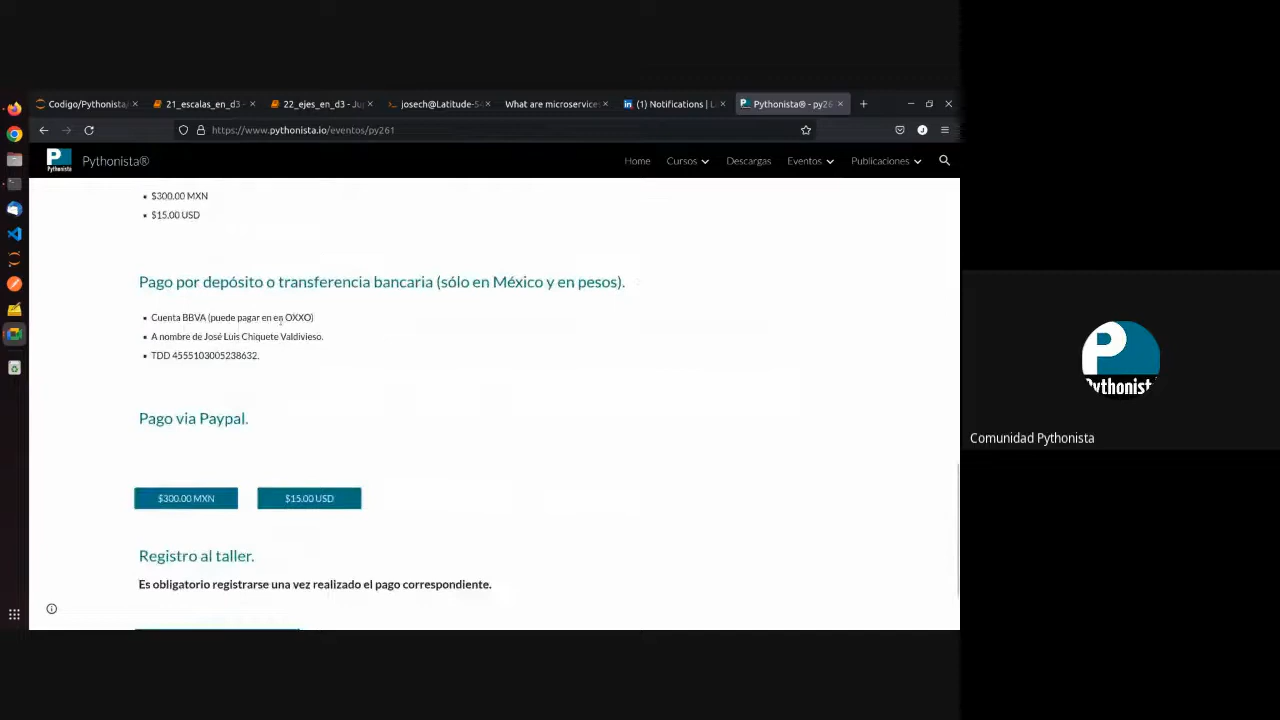 Codigo/Pythonista/
21_escalas_en_d3 -
22_ejes_en_d3 - Ju
josech@Latitude-54
What are microservice
in (1) Notifications | L
Pythonista® - py26
https://www.pythonista.io/eventos/py261
J
P
Pythonista
Pythonista®
Home
Cursos
Descargas
Eventos
Publicaciones
$300.00 MXN
$15.00 USD
Pago por depósito o transferencia bancaria (sólo en México y en pesos).
Cuenta BBVA (puede pagar en en OXXO)
A nombre de José Luis Chiquete Valdivieso.
TDD 4555103005238632.
Pago via Paypal.
$300.00 MXN
$15.00 USD
Registro al taller.
Es obligatorio registrarse una vez realizado el pago correspondiente.
P
Pythonist
Comunidad Pythonista